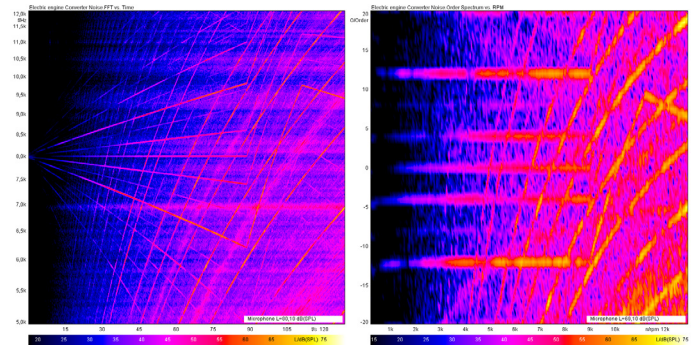 Electric engine Converter Noise FFT vs. Time
12,0k
f/Hz
11,5k
11,0k
10,5k
10,0k
9,5k
9,0k
8,5k
8,0k
7,5k
7,0k
6,5k
6,0k
5,5k
5,0k
Microphone L=60,10 dB(SPL)
15 30 45 60 75 90 105 t/s 120
20 25 30 35 40 45 50 55 60 65 L/dB(SPL) 75
Electric engine Converter Noise Order Spectrum vs. RPM
20
O/Order
10
5
0
-5
-10
-15
-20
Microphone L=60,10 dB(SPL)
1k 2k 3k 4k 5k 6k 7k 8k 9k 10k 12k
15 20 25 30 35 40 45 50 55 60 65 L/dB(SPL) 75